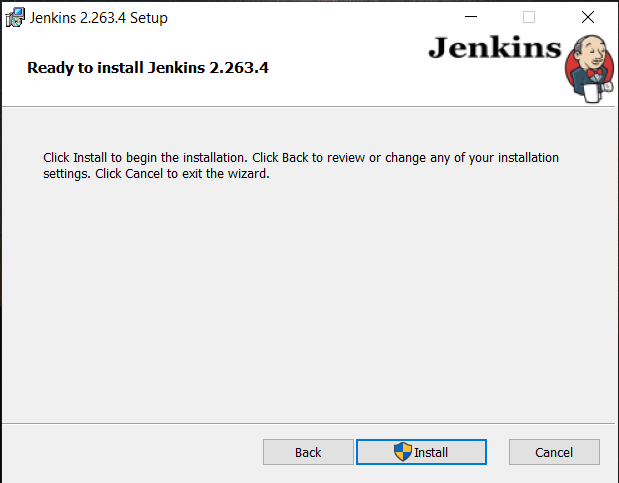 Jenkins 2.263.4 Setup
Jenkins
Ready to install Jenkins 2.263.4
Click Install to begin the installation. Click Back to review or change any of your installation
settings. Click Cancel to exit the wizard.
Back
Install
Cancel